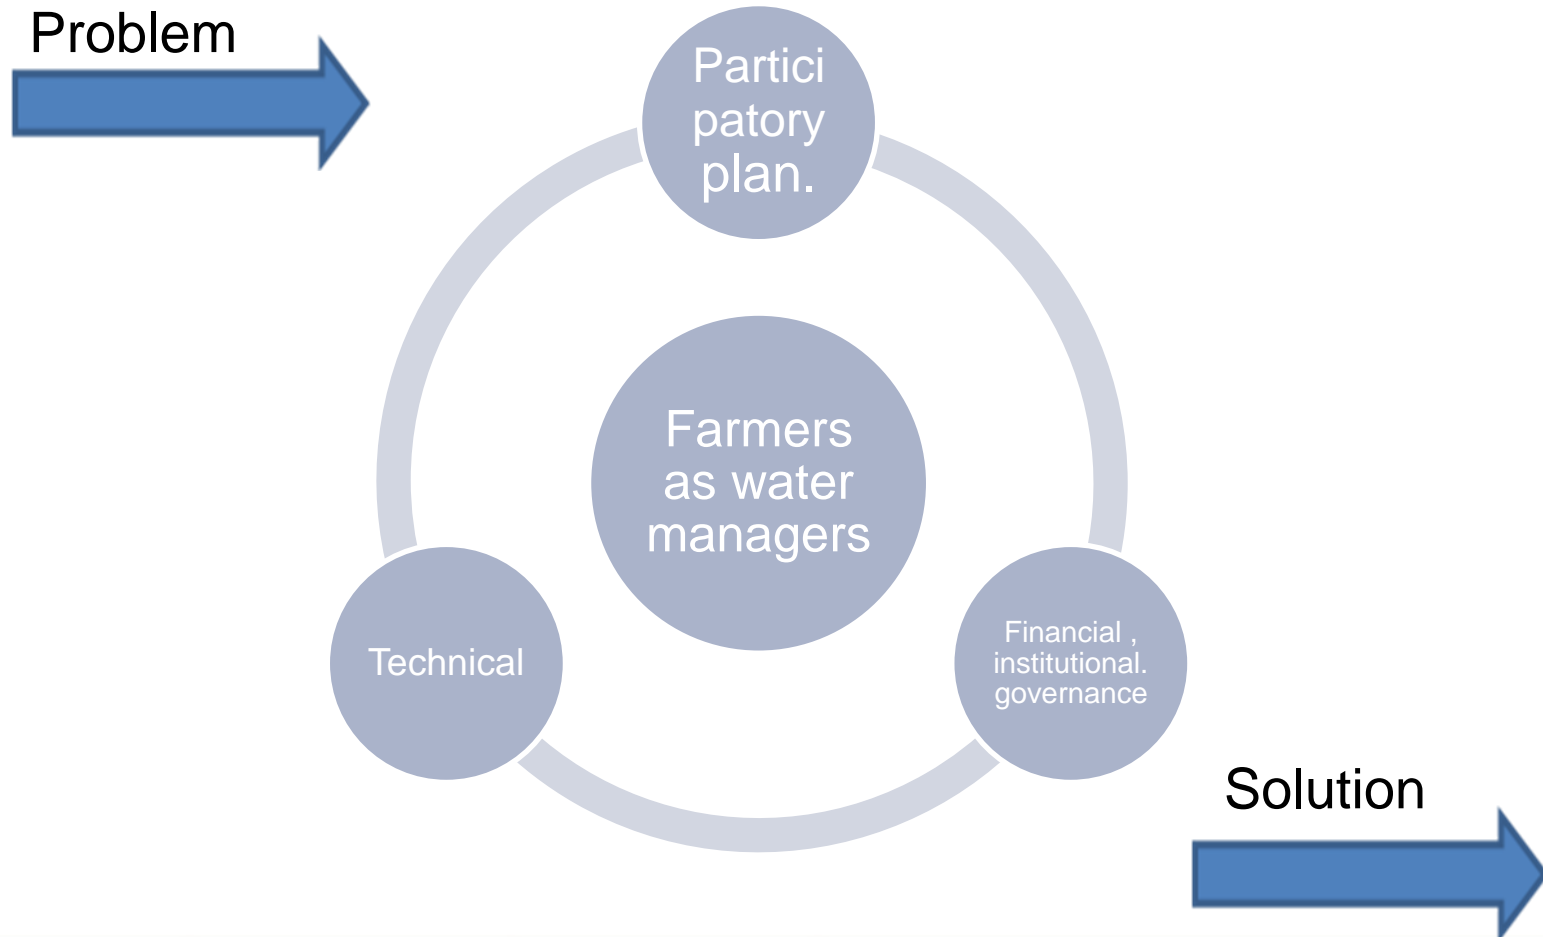 Problem
Partici
patory
plan.
Farmers
as water
managers
Technical
Financial ,
institutional.
governance
Solution